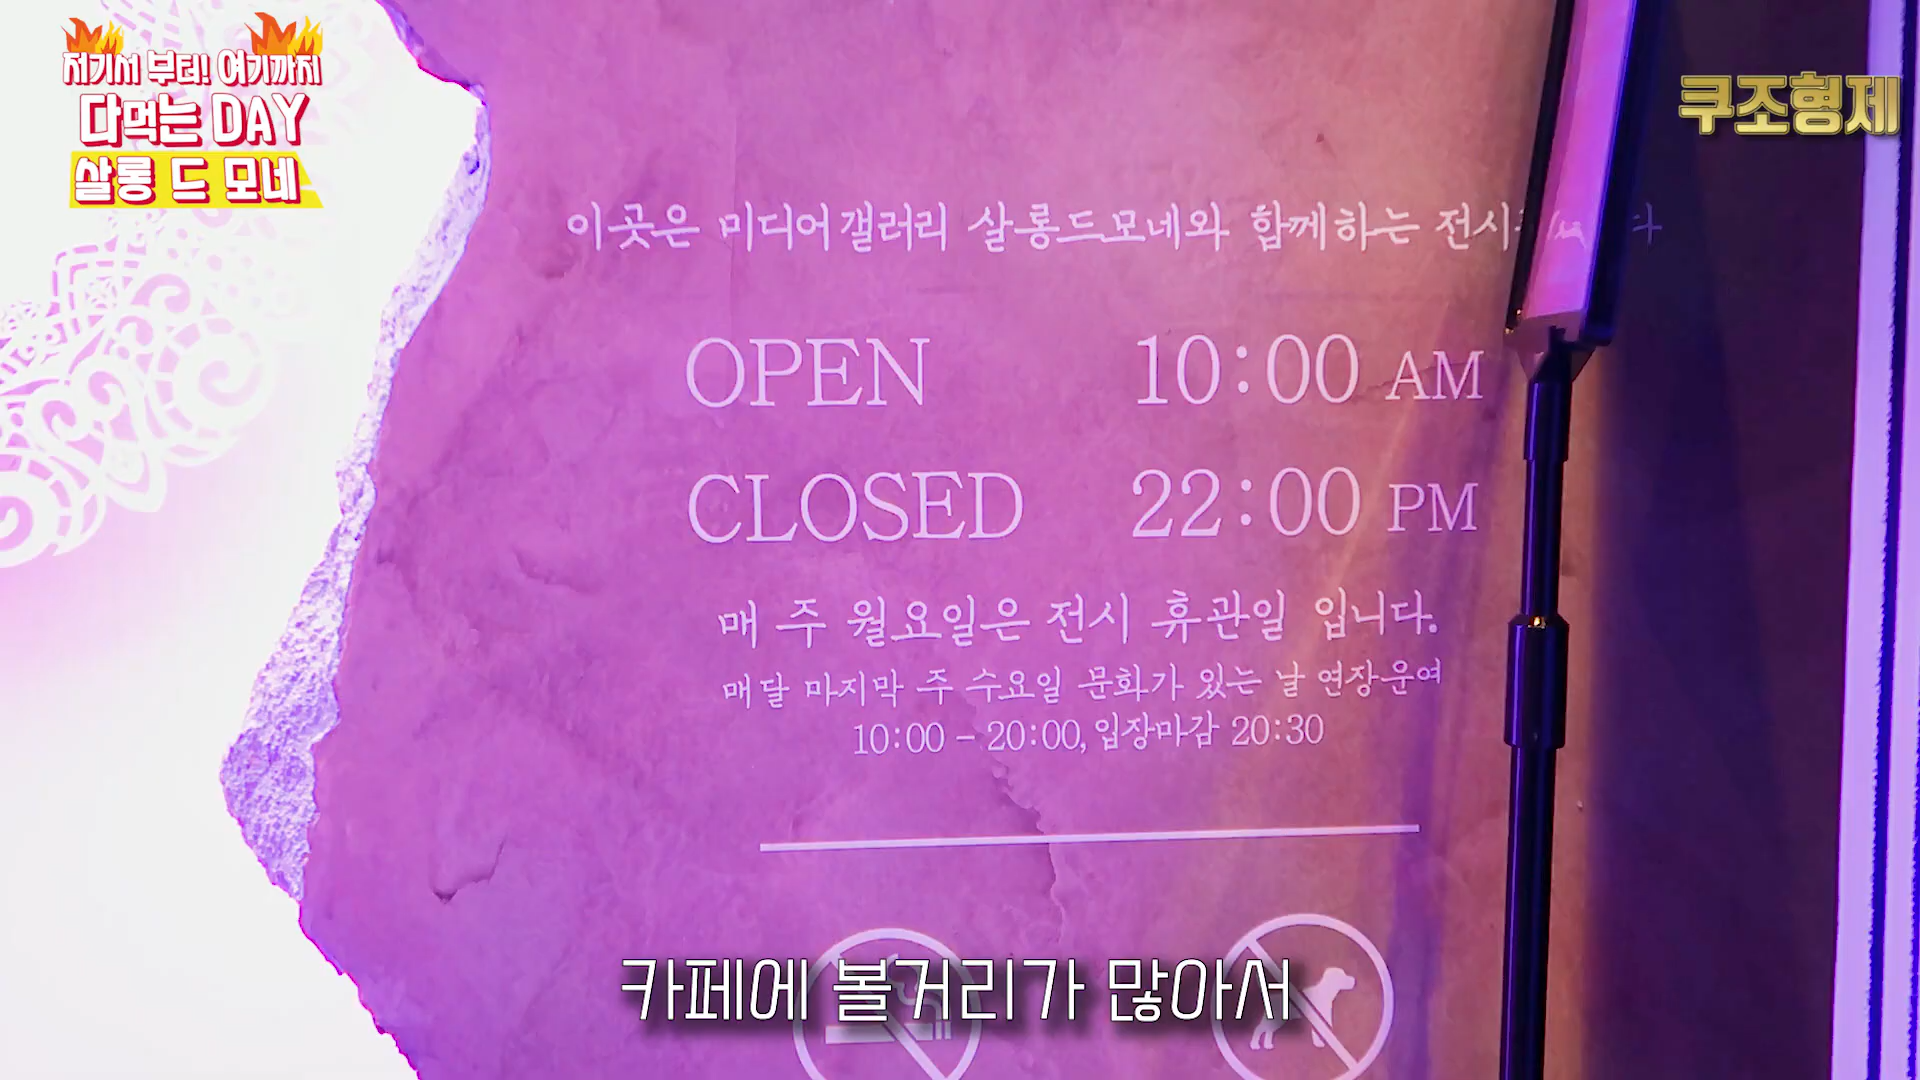 저기서 부터! 여기까지
다먹는 DAY
살롱 드 모네
쿠조형제
이곳은 미디어갤러리 살롱드모네와 함께하는 전시
OPEN 10:00 AM
CLOSED 22:00 PM
매 주 월요일은 전시 휴관일 입니다.
매달 마지막 주 수요일 문화가 있는 날 연장운여
10:00 - 20:00, 입장마감 20:30
카페에 볼거리가 많아서